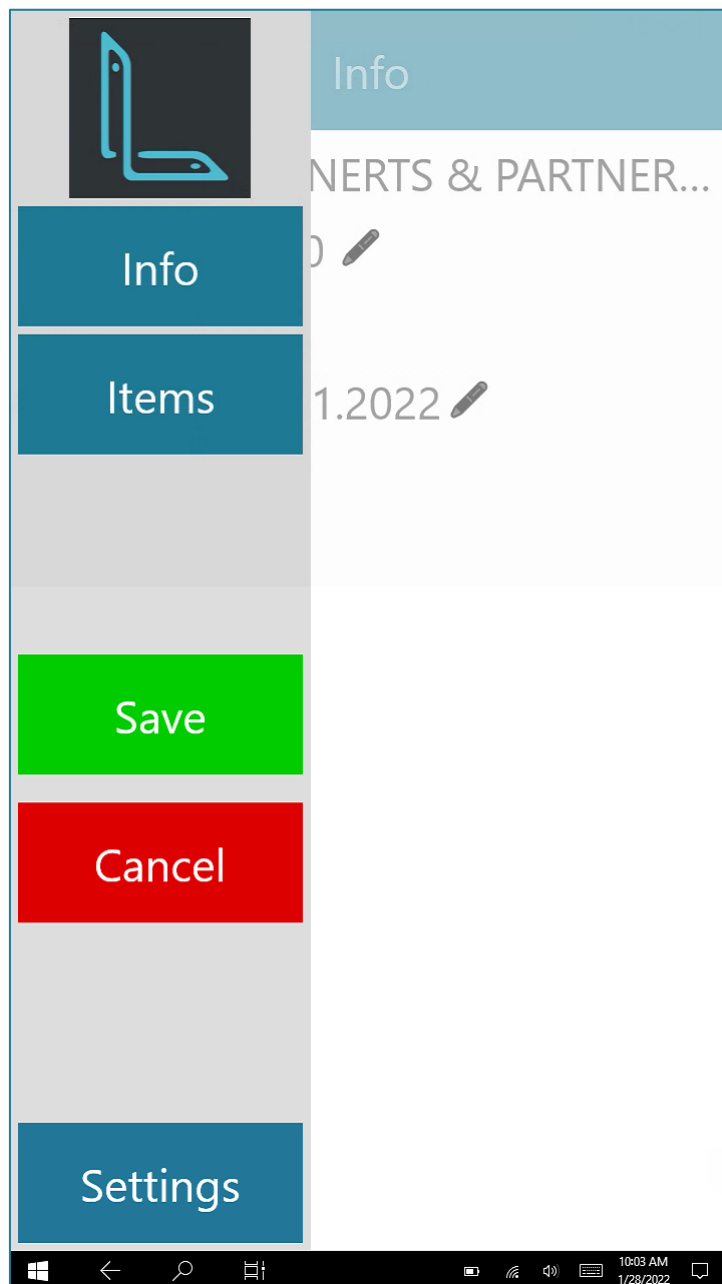 Info
NERTS & PARTNER...
Info
0
Items
1.2022
Save
Cancel
Settings
10:03 AM
1/28/2022